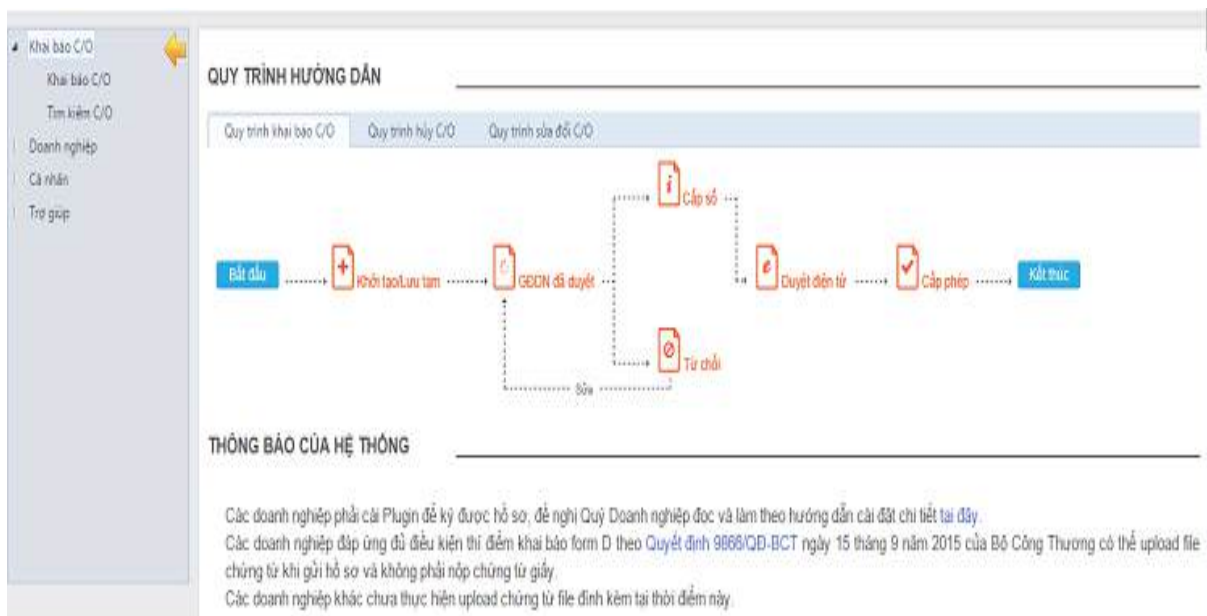 Khai báo C/O
Khai báo C/O
Tìm kiếm C/O
Doanh nghiệp
Cá nhân
Trợ giúp
QUY TRÌNH HƯỚNG DẪN
Quy trình khai báo C/O
Quy trình hủy C/O
Quy trình sửa đổi C/O
Bắt đầu
Khởi tạo/Lưu tạm
GĐDN đã duyệt
Cấp số
Từ chối
Sửa
Duyệt điện tử
Cấp phép
Kết thúc
THÔNG BÁO CỦA HỆ THỐNG
Các doanh nghiệp phải cài Plugin để ký được hồ sơ, đề nghị Quý Doanh nghiệp đọc và làm theo hướng dẫn cài đặt chi tiết tại đây.
Các doanh nghiệp đáp ứng đủ điều kiện thí điểm khai báo form D theo Quyết định 9866/QĐ-BCT ngày 15 tháng 9 năm 2015 của Bộ Công Thương có thể upload file
chứng từ khi gửi hồ sơ và không phải nộp chứng từ giấy.
Các doanh nghiệp khác chưa thực hiện upload chứng từ file đính kèm tại thời điểm này.